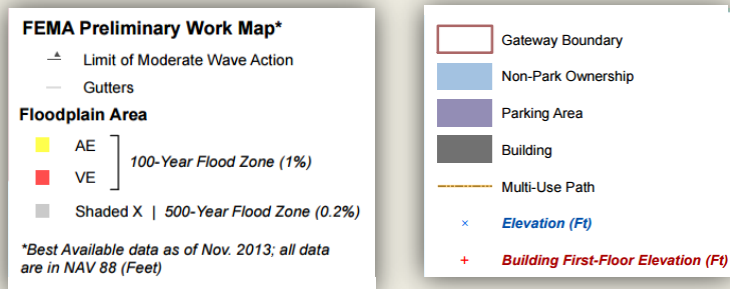 FEMA Preliminary Work Map*
Limit of Moderate Wave Action
Gutters
Floodplain Area
AE
VE
100-Year Flood Zone (1%)
Shaded X | 500-Year Flood Zone (0.2%)
*Best Available data as of Nov. 2013; all data
are in NAV 88 (Feet)
Gateway Boundary
Non-Park Ownership
Parking Area
Building
Multi-Use Path
Elevation (Ft)
Building First-Floor Elevation (Ft)